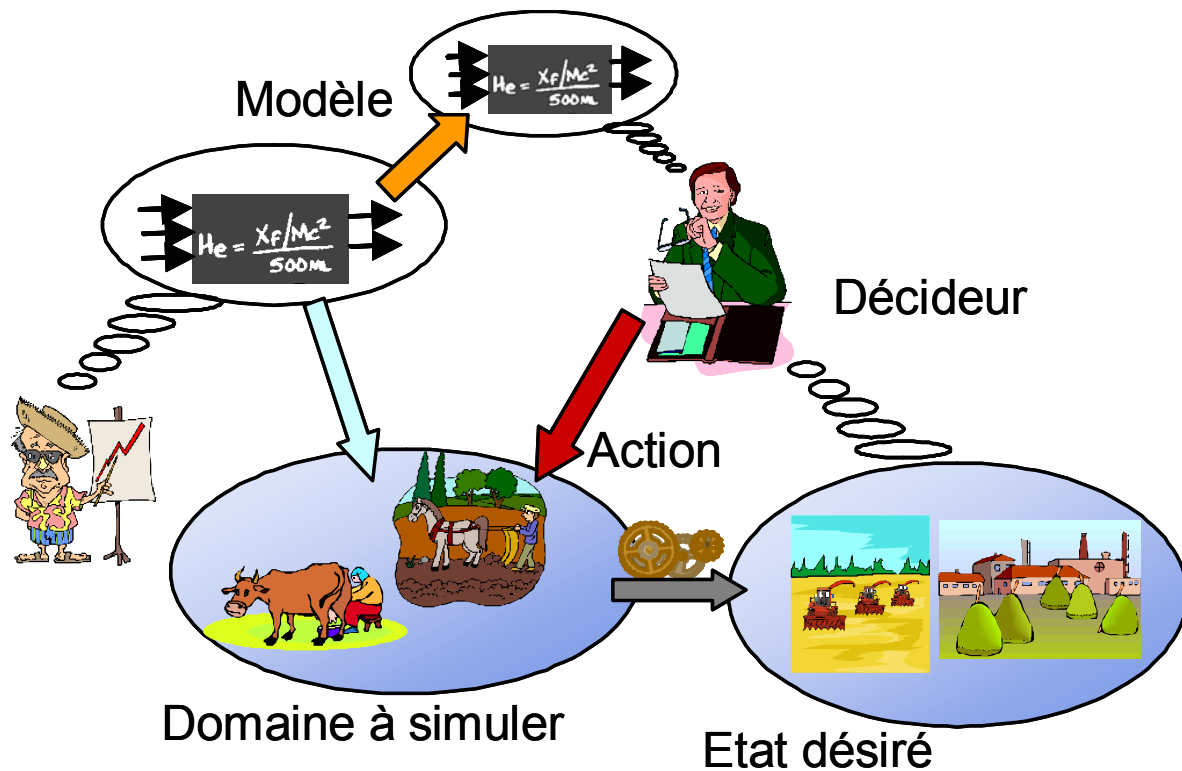 He = XF/Mc²
500ML
Modèle
He = XF/Mc²
500ML
Décideur
Action
Domaine à simuler
Etat désiré